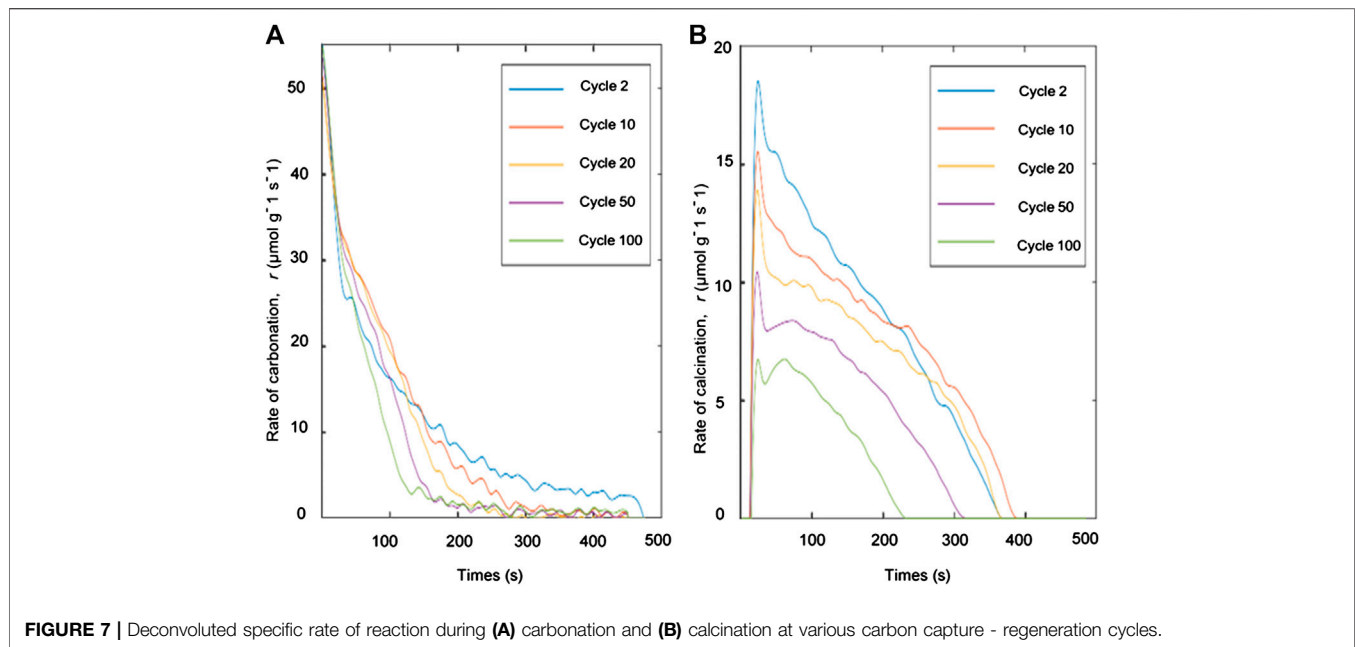 A
50
40
30
20
10
0
100
200
300
400
500
Rate of carbonation, r (μmol g⁻1 s⁻1)
Times (s)
Cycle 2
Cycle 10
Cycle 20
Cycle 50
Cycle 100
B
20
15
10
5
0
100
200
300
400
500
Rate of calcination, r (μmol g⁻1 s⁻1)
Times (s)
Cycle 2
Cycle 10
Cycle 20
Cycle 50
Cycle 100
FIGURE 7 | Deconvoluted specific rate of reaction during (A) carbonation and (B) calcination at various carbon capture - regeneration cycles.